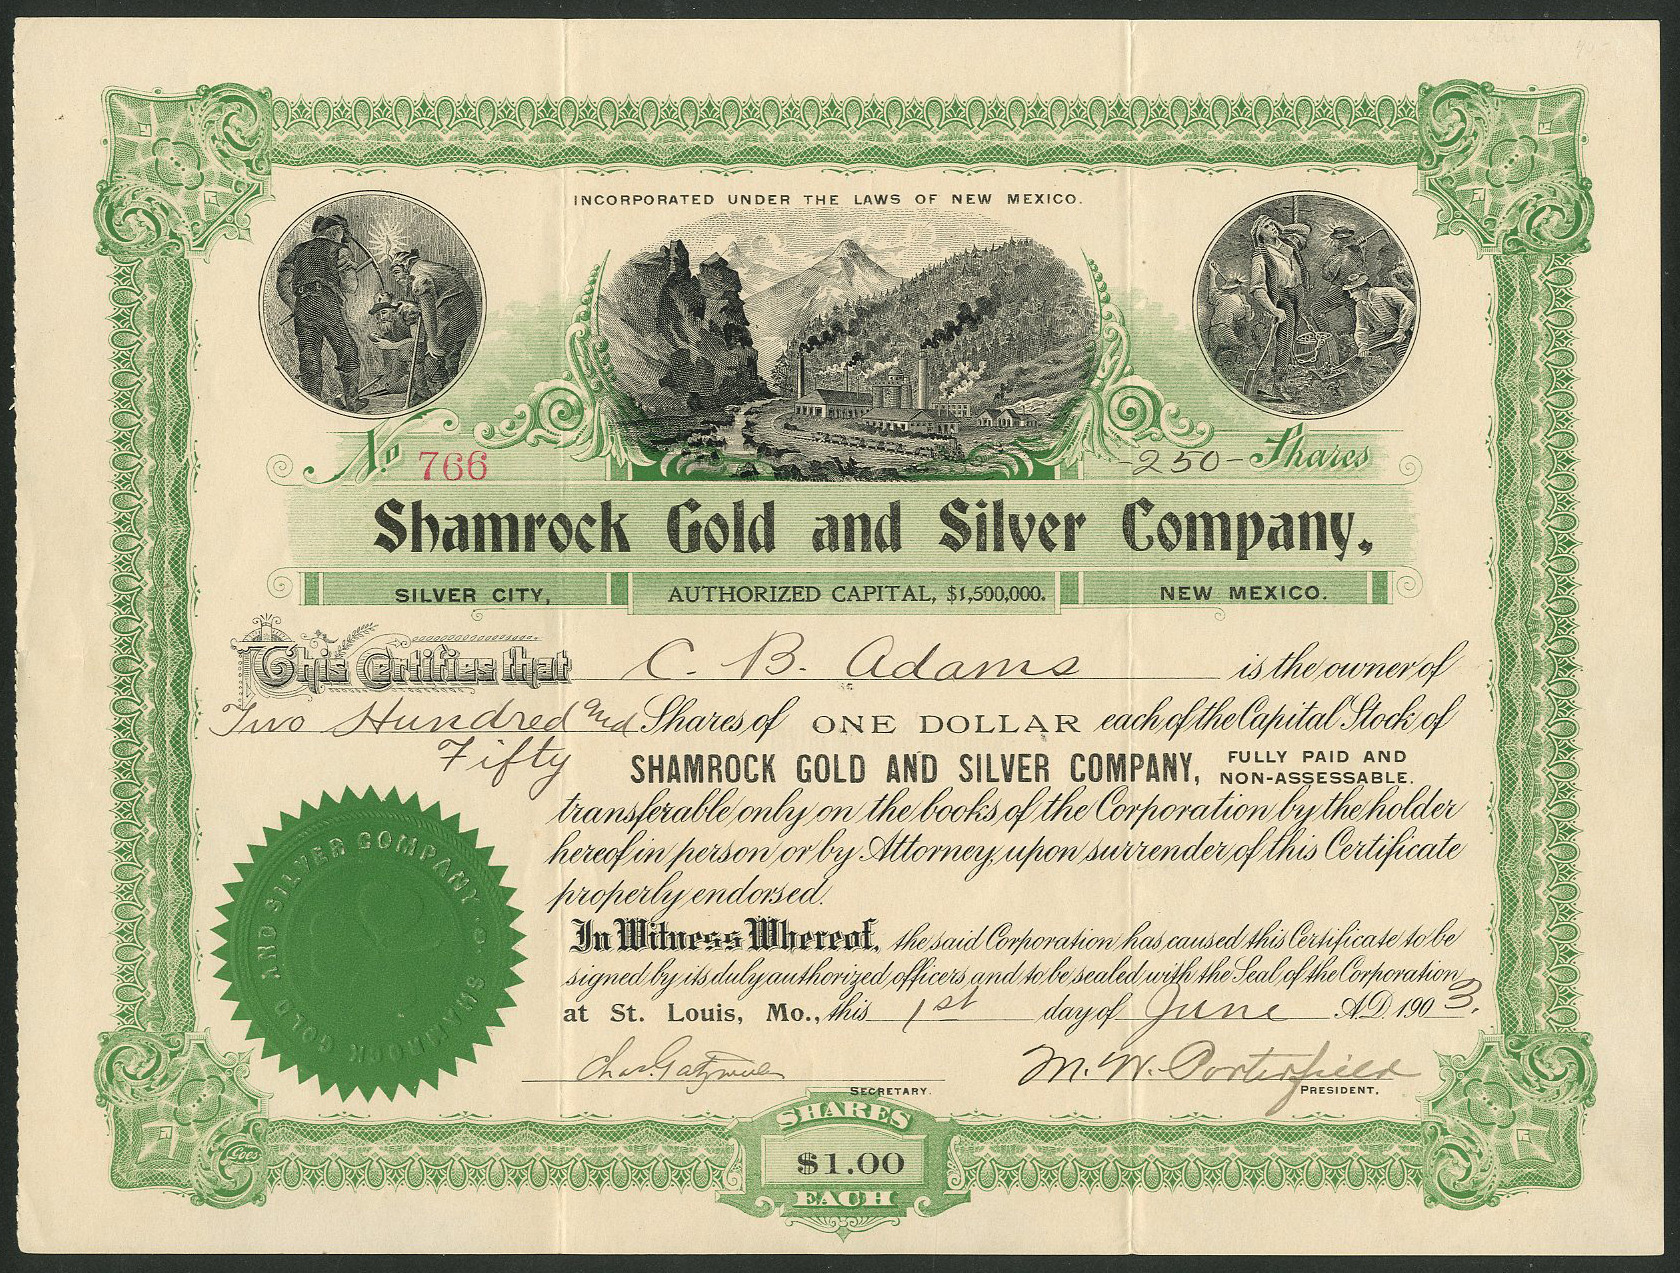 INCORPORATED UNDER THE LAWS OF NEW MEXICO.
No 766
-250- Shares
Shamrock Gold and Silver Company,
SILVER CITY, AUTHORIZED CAPITAL, $1,500,000. NEW MEXICO.
This Certifies that C. B. Adams is the owner of
Two Hundred and Shares of ONE DOLLAR each of the Capital Stock of
Fifty SHAMROCK GOLD AND SILVER COMPANY, FULLY PAID AND
NON-ASSESSABLE.
transferable only on the books of the Corporation by the holder
hereof in person or by Attorney, upon surrender of this Certificate
properly endorsed.
In Witness Whereof, the said Corporation has caused this Certificate to be
signed by its duly authorized officers, and to be sealed with the Seal of the Corporation
at St. Louis, Mo., this 1st day of June A.D. 1903.
Chas.
M. W. Porterfield
SECRETARY.
PRESIDENT.
SHAMROCK GOLD AND SILVER COMPANY · CO ·
SHARES
$1.00
EACH
Goes